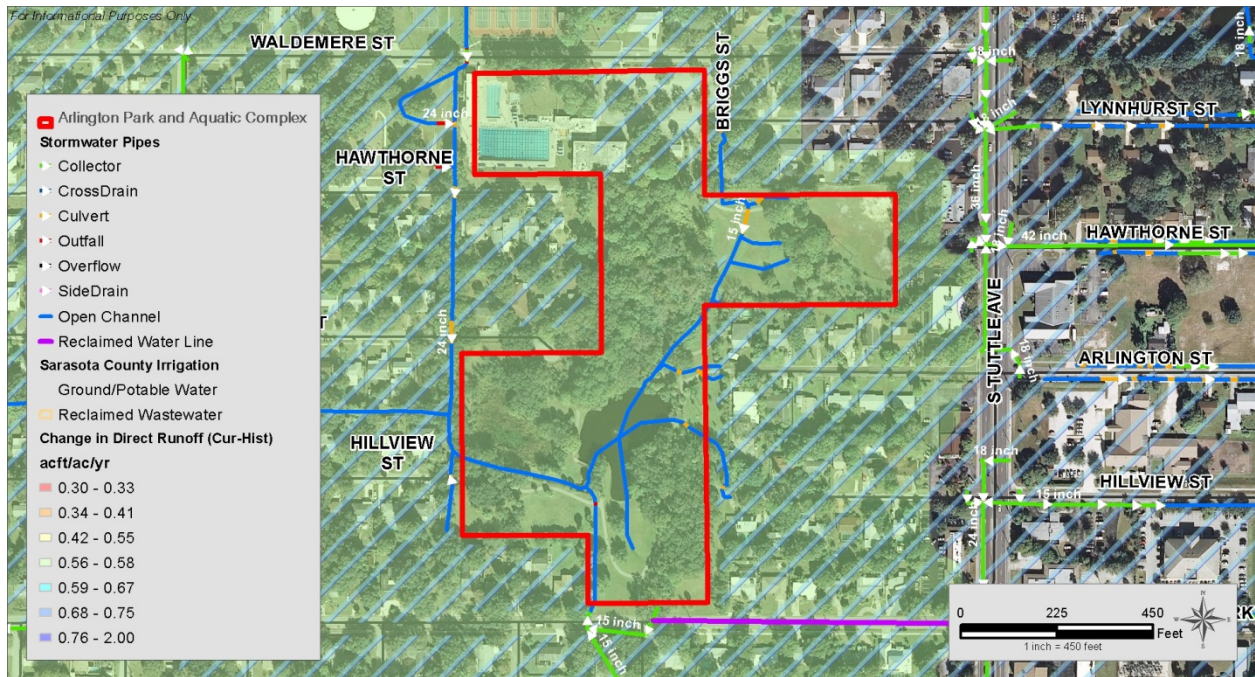 For Informational Purposes Only
WALDEMERE ST
BRIGGS ST
18 inch
18 inch
LYNNHURST ST
24 inch
HAWTHORNE
ST
15 inch
36 inch
42 inch
HAWTHORNE ST
24 inch
S TUTTLE AVE
18 inch
ARLINGTON ST
HILLVIEW
ST
18 inch
15 inch
HILLVIEW ST
24 inch
15 inch
15 inch
Arlington Park and Aquatic Complex
Stormwater Pipes
Collector
CrossDrain
Culvert
Outfall
Overflow
SideDrain
Open Channel
Reclaimed Water Line
Sarasota County Irrigation
Ground/Potable Water
Reclaimed Wastewater
Change in Direct Runoff (Cur-Hist)
acft/ac/yr
0.30 - 0.33
0.34 - 0.41
0.42 - 0.55
0.56 - 0.58
0.59 - 0.67
0.68 - 0.75
0.76 - 2.00
0 225 450
Feet
1 inch = 450 feet
N
W E
S